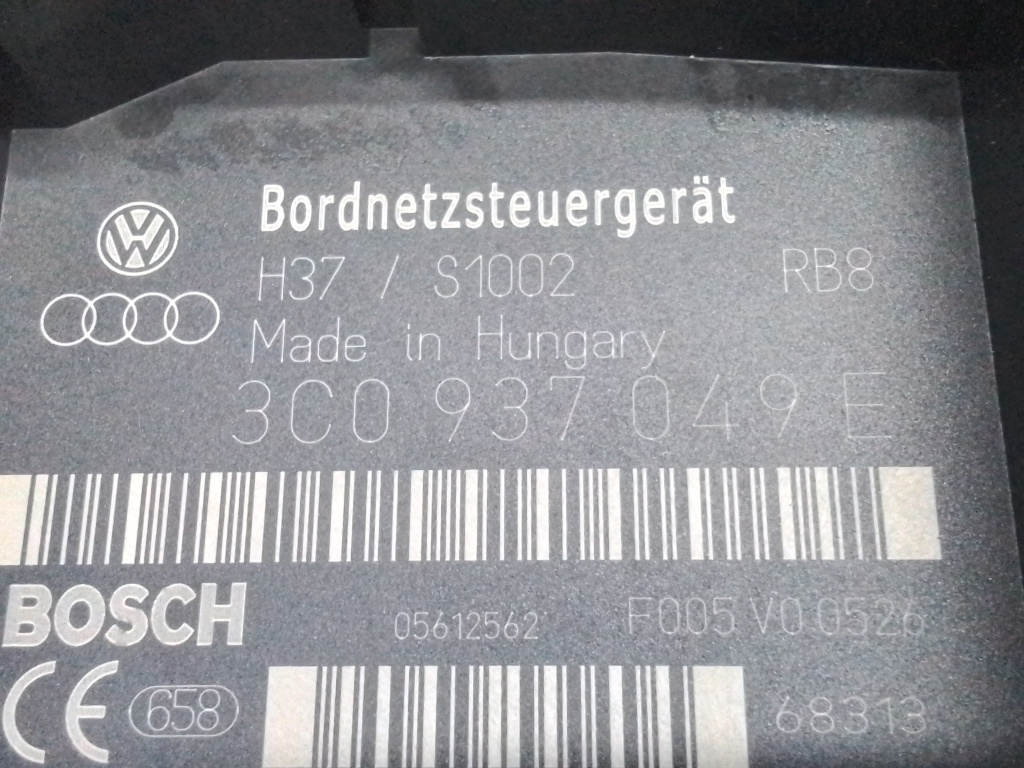 Bordnetzsteuergerät
H37 / S1002 RB8
Made in Hungary
3C0 937 049 E
BOSCH 05612562 F005 V0 0526
CE 658 68313